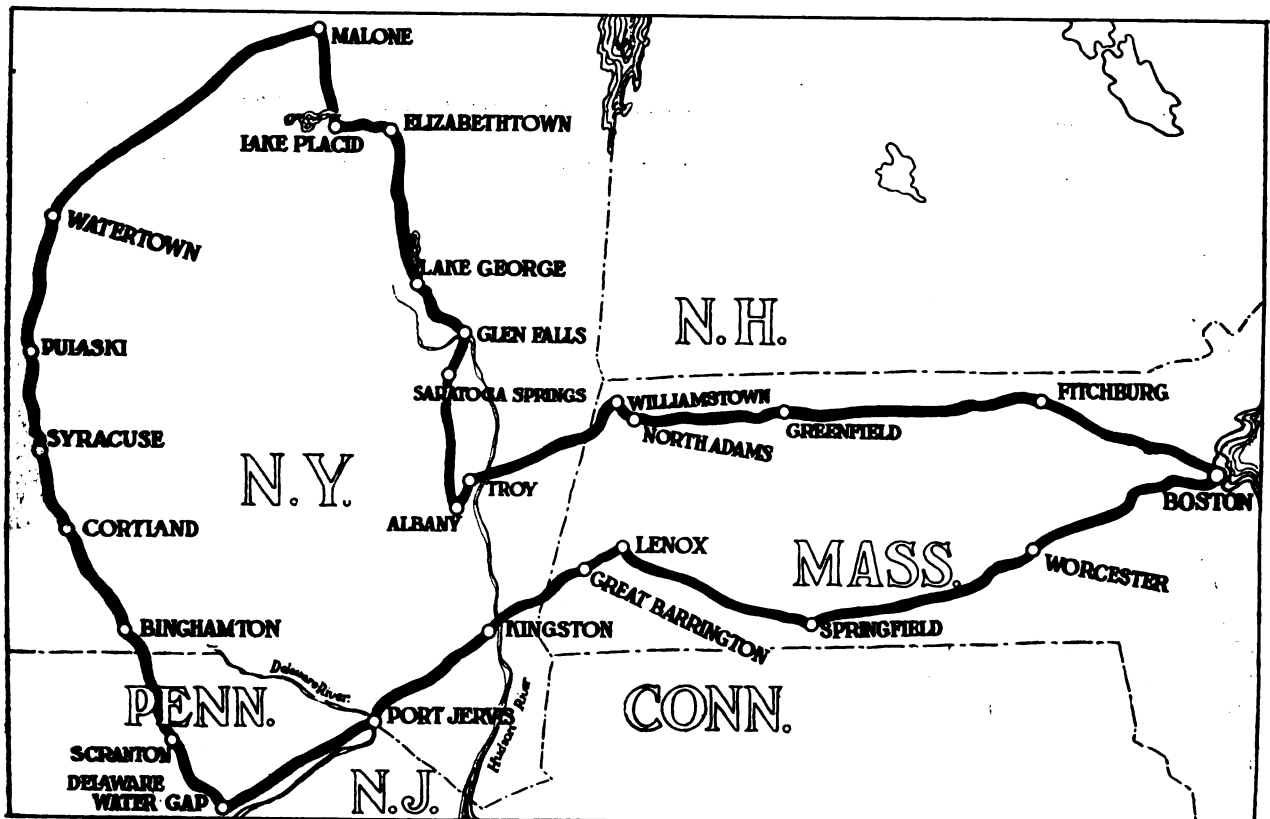 MALONE
ELIZABETHTOWN
LAKE PLACID
WATERTOWN
LAKE GEORGE
N.H.
GLEN FALLS
PULASKI
SARATOGA SPRINGS
WILLIAMSTOWN
FITCHBURG
GREENFIELD
NORTH ADAMS
SYRACUSE
N.Y.
TROY
BOSTON
ALBANY
CORTLAND
LENOX
MASS.
WORCESTER
GREAT BARRINGTON
BINGHAMTON
KINGSTON
SPRINGFIELD
Delaware River.
PENN.
CONN.
PORT JERVIS
Hudson River
SCRANTON
DELAWARE
WATER GAP
N.J.